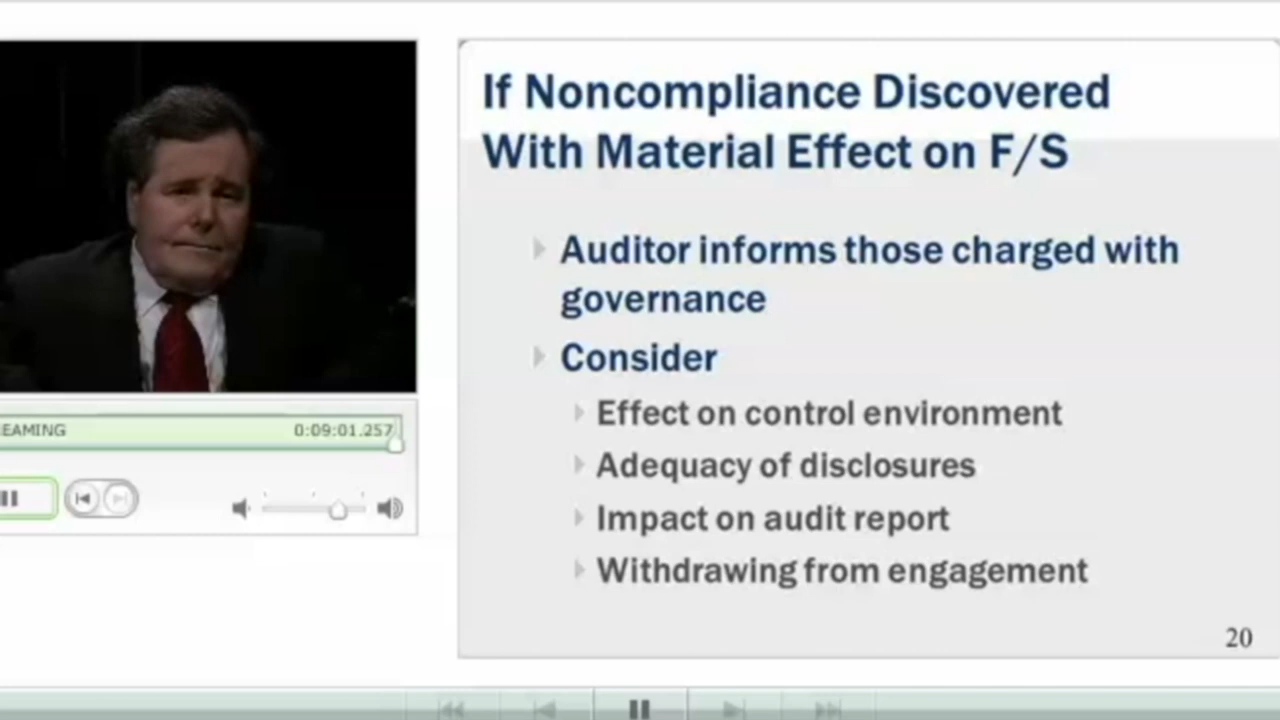 If Noncompliance Discovered
With Material Effect on F/S
Auditor informs those charged with
governance
Consider
Effect on control environment
Adequacy of disclosures
Impact on audit report
Withdrawing from engagement
20
EAMING 0:09:01.257